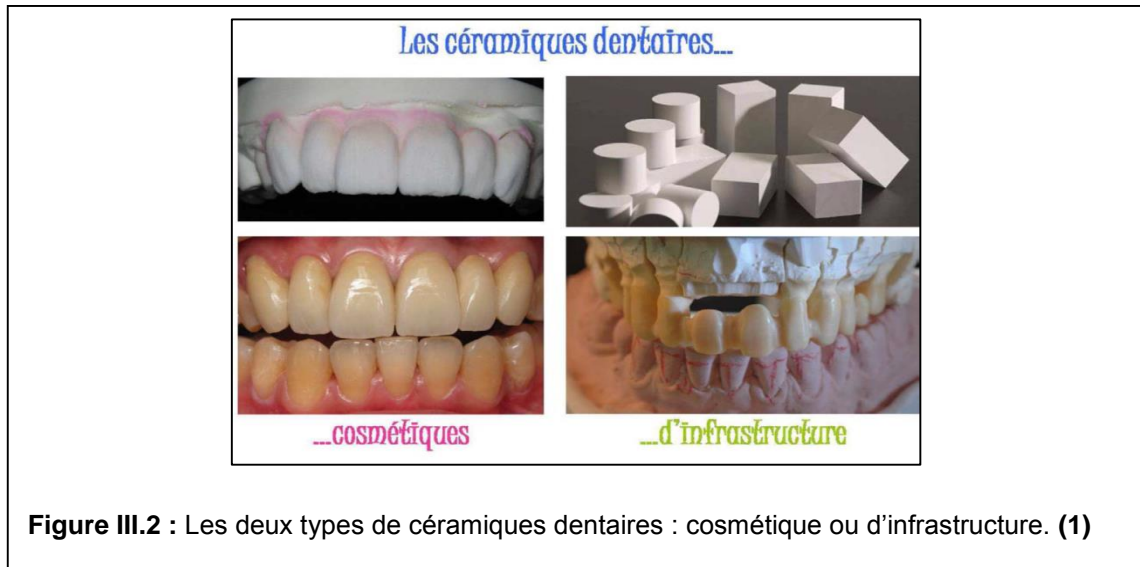 Les céramiques dentaires...
...cosmétiques
...d'infrastructure
Figure III.2 : Les deux types de céramiques dentaires : cosmétique ou d’infrastructure. (1)